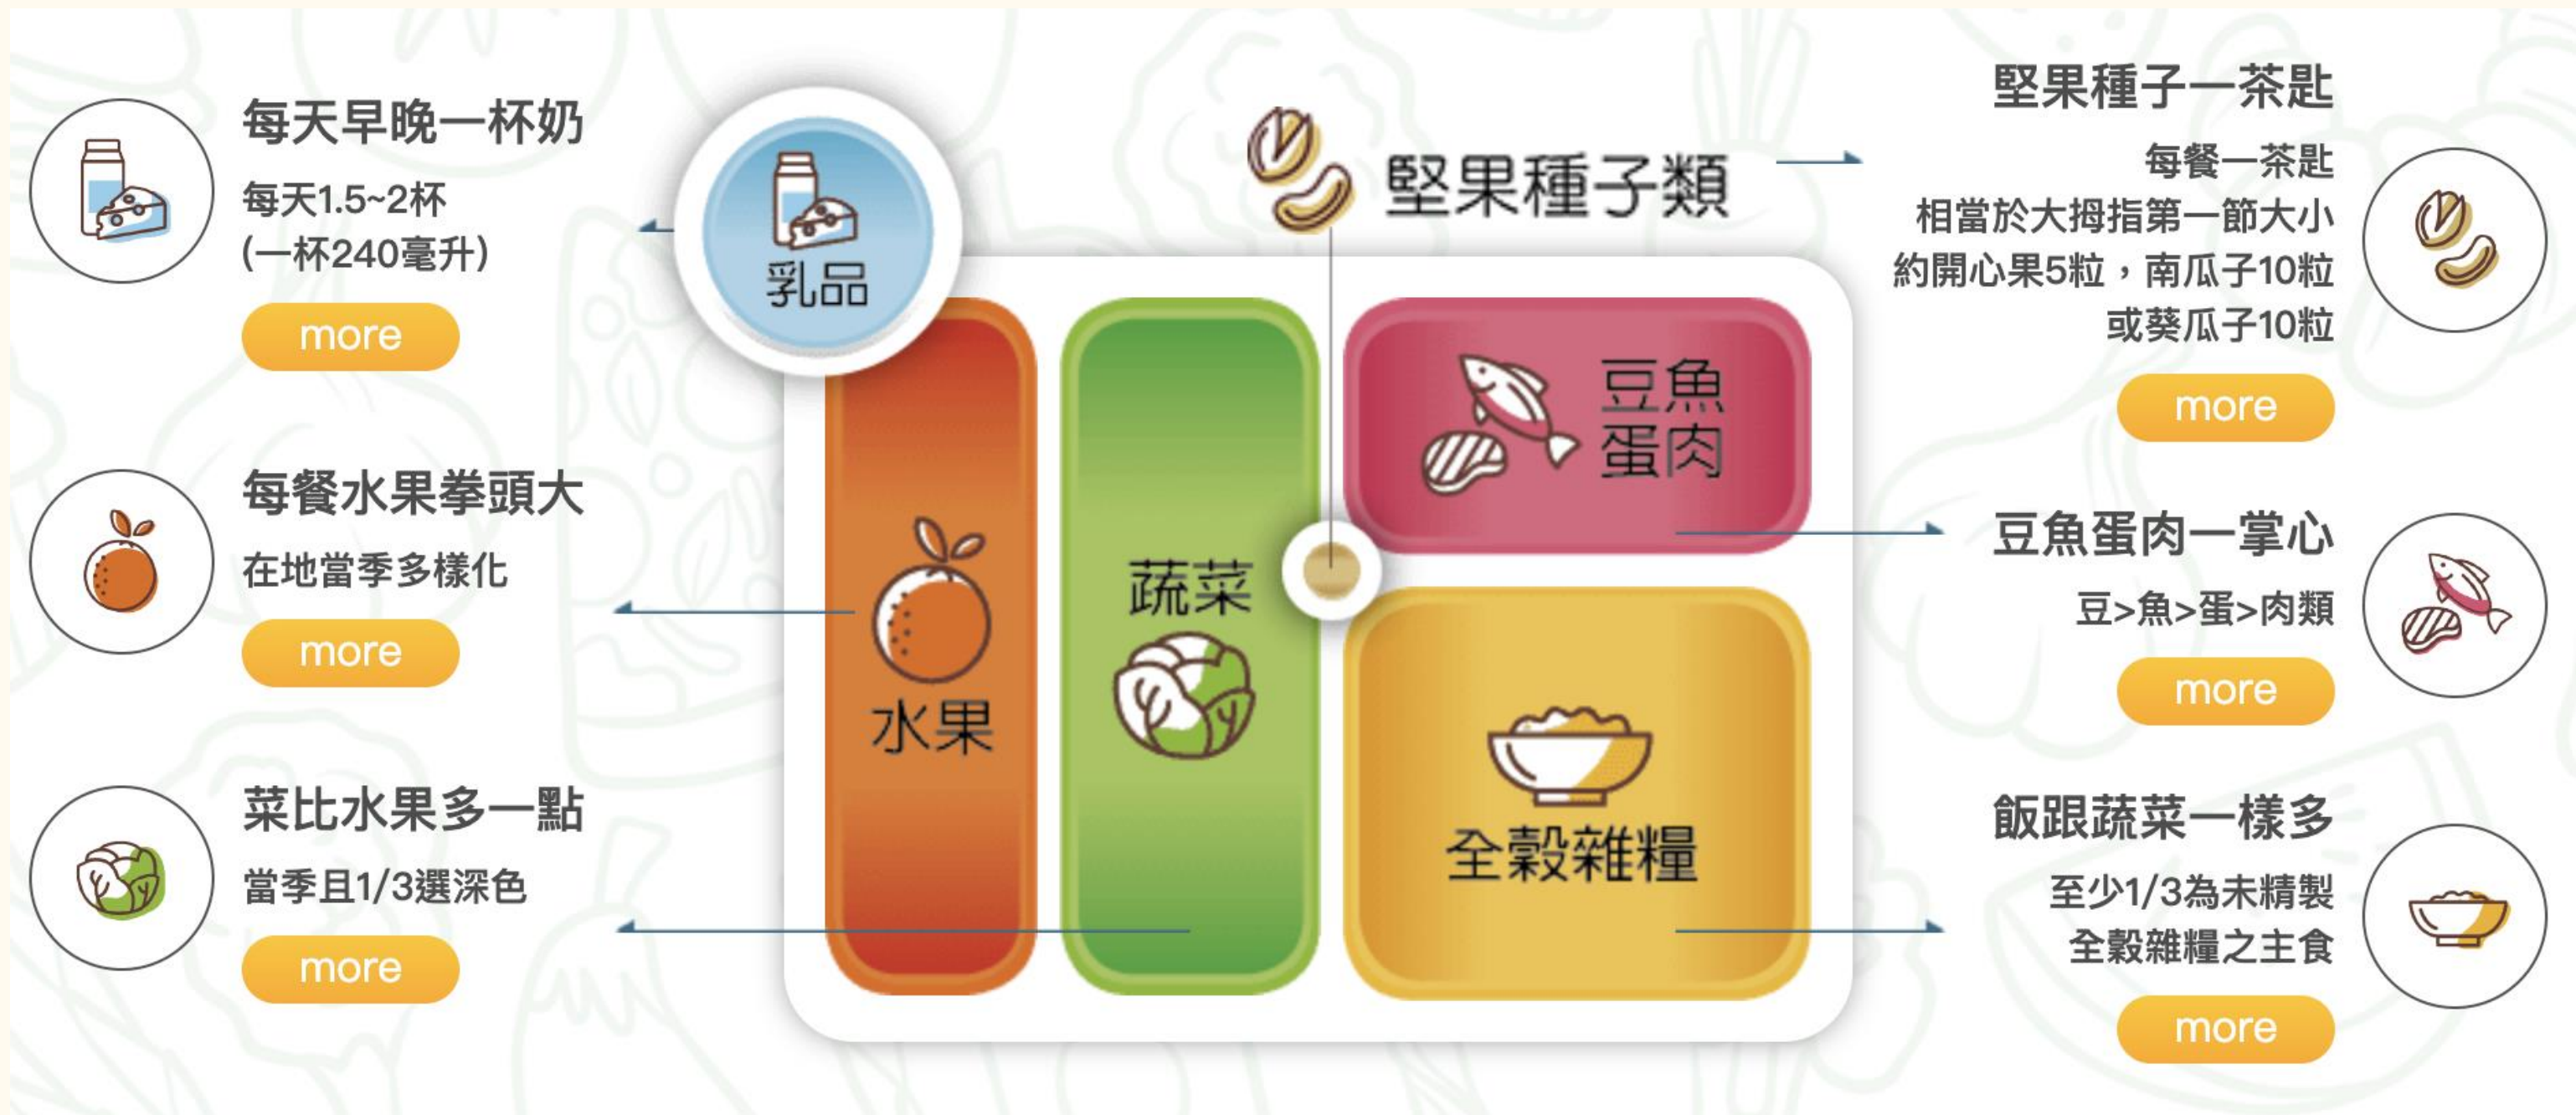 每天早晚一杯奶
每天1.5~2杯
(一杯240毫升)
more
每餐水果拳頭大
在地當季多樣化
more
菜比水果多一點
當季且1/3選深色
more
乳品
堅果種子類
水果
蔬菜
豆魚
蛋肉
全穀雜糧
堅果種子一茶匙
每餐一茶匙
相當於大拇指第一節大小
約開心果5粒，南瓜子10粒
或葵瓜子10粒
more
豆魚蛋肉一掌心
豆>魚>蛋>肉類
more
飯跟蔬菜一樣多
至少1/3為未精製
全穀雜糧之主食
more